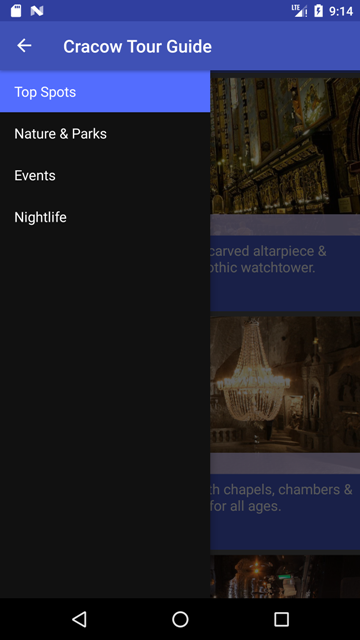 LTE 9:14
Cracow Tour Guide
Top Spots
Nature & Parks
Events
Nightlife
carved altarpiece &
othic watchtower.
th chapels, chambers &
for all ages.